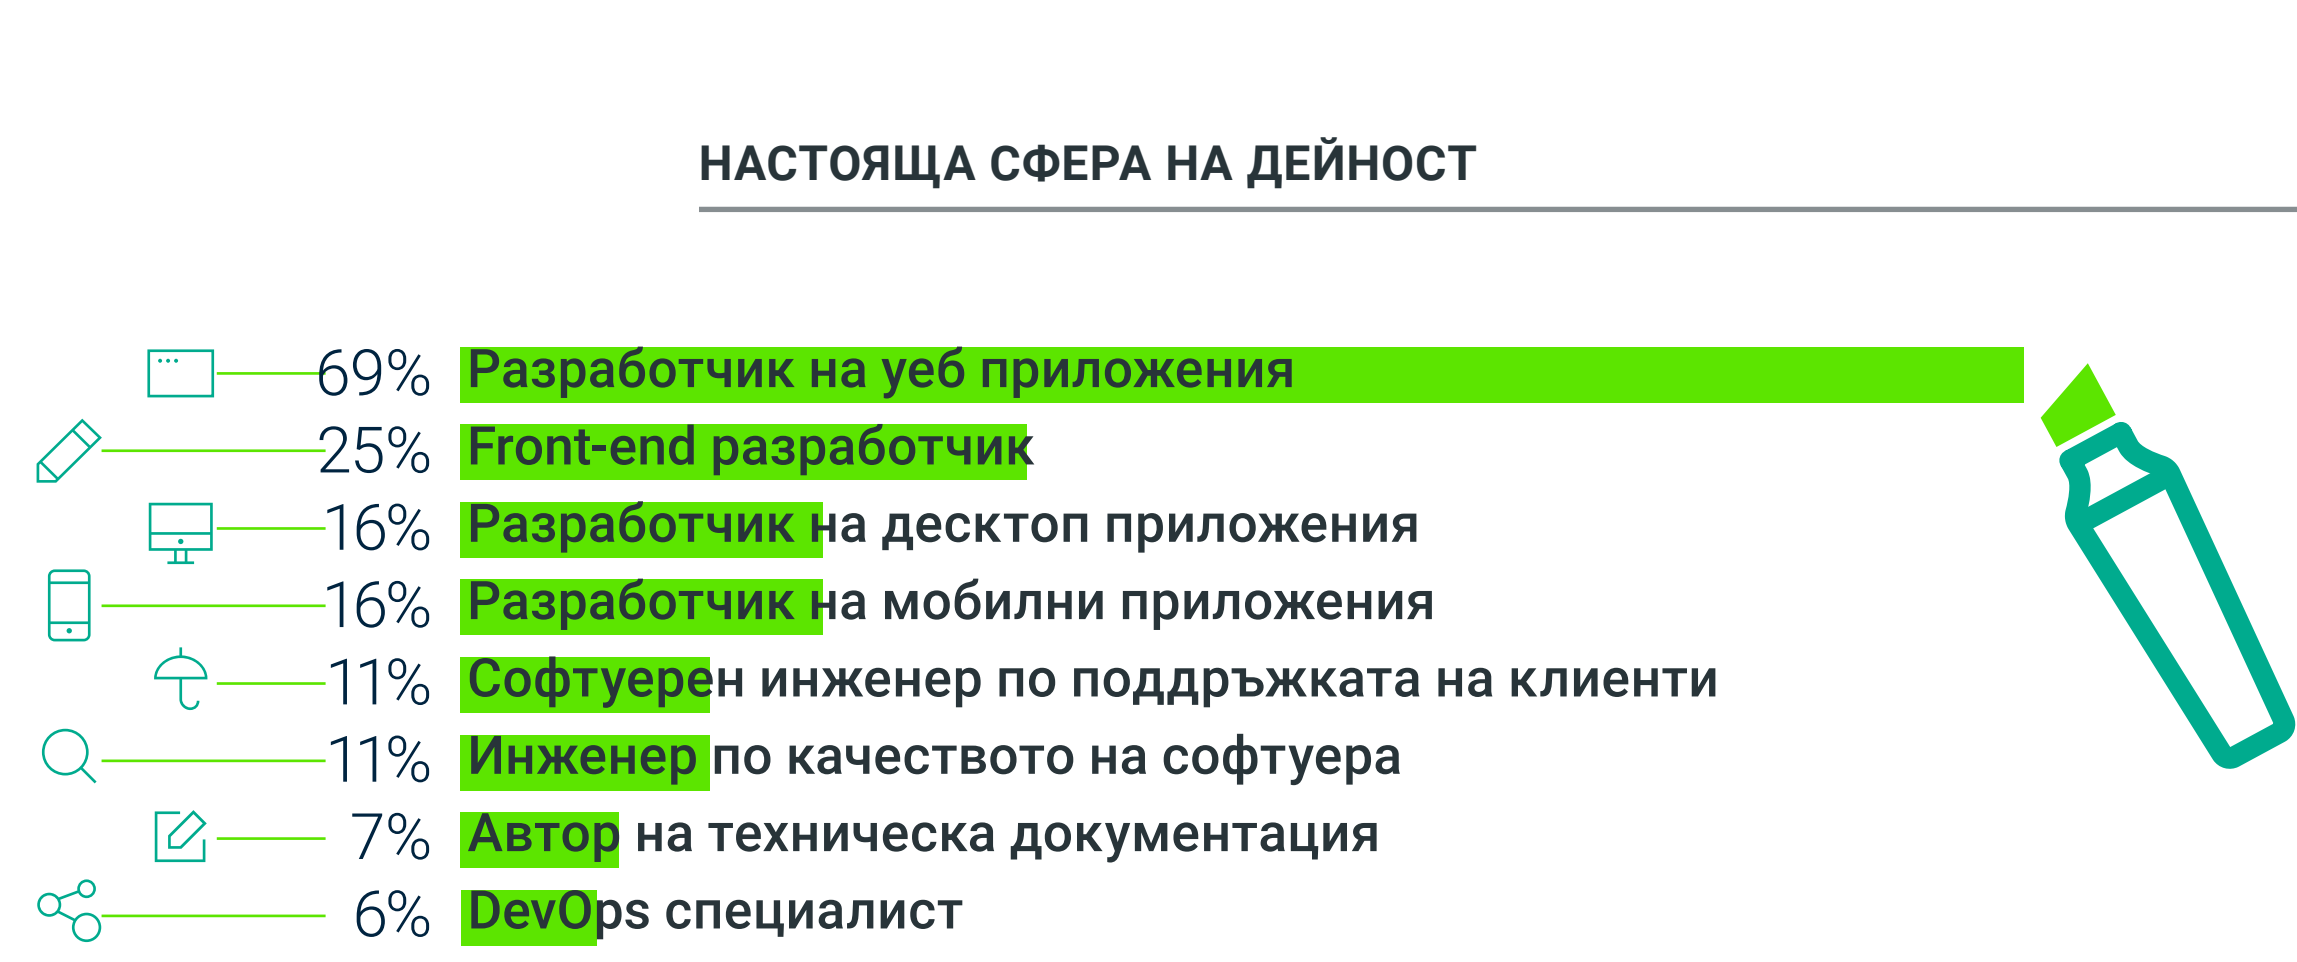 НАСТОЯЩА СФЕРА НА ДЕЙНОСТ
69% Разработчик на уеб приложения
25% Front-end разработчик
16% Разработчик на десктоп приложения
16% Разработчик на мобилни приложения
11% Софтуерен инженер по поддръжката на клиенти
11% Инженер по качеството на софтуера
7% Автор на техническа документация
6% DevOps специалист